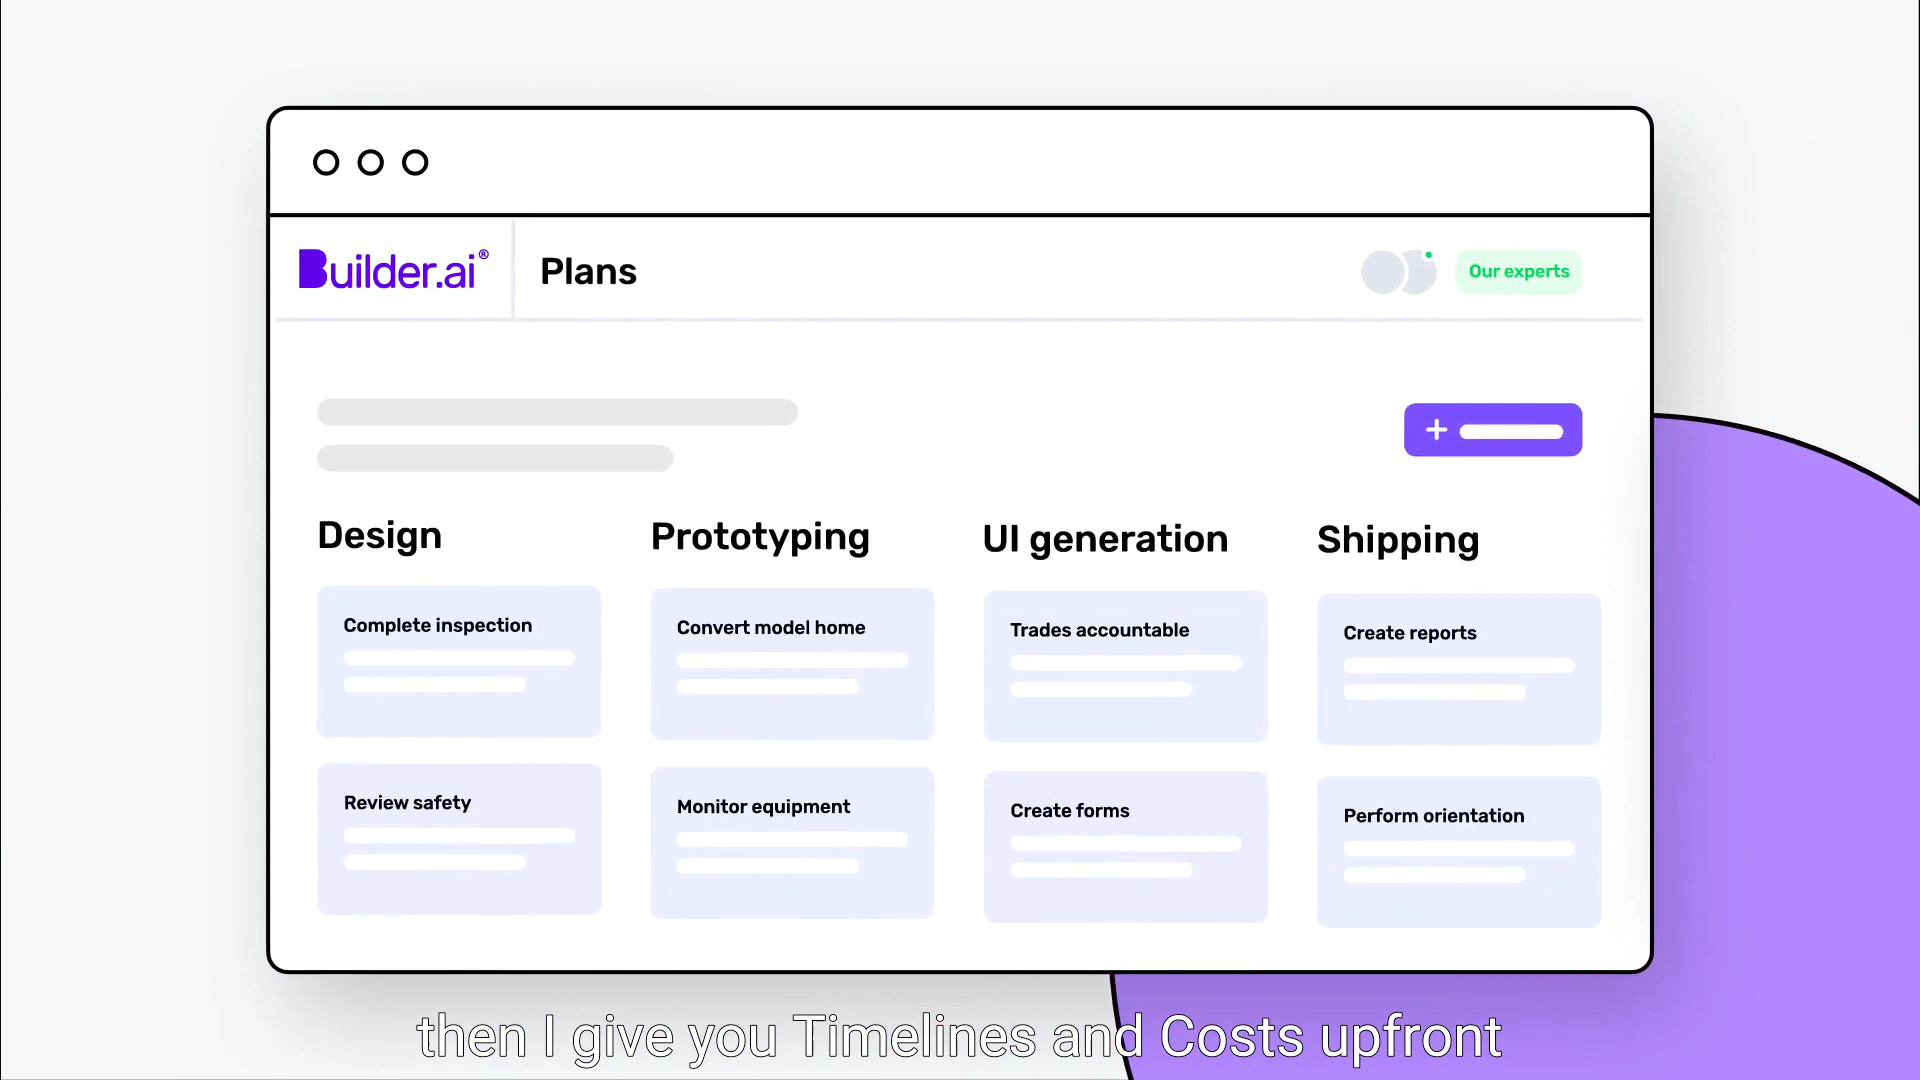 Builder.ai®
Plans
Our experts
Design
Prototyping
UI generation
Shipping
Complete inspection
Convert model home
Trades accountable
Create reports
Review safety
Monitor equipment
Create forms
Perform orientation
then I give you Timelines and Costs upfront